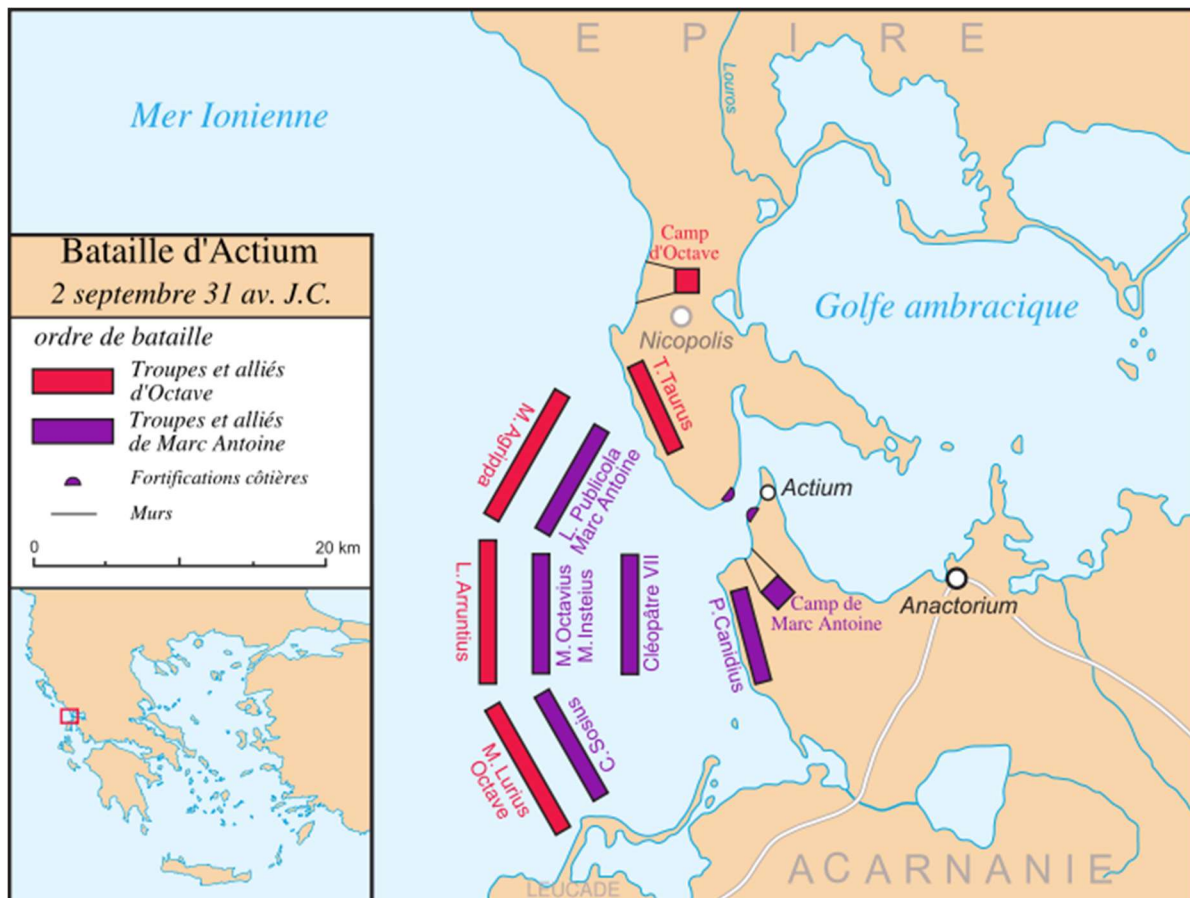 EPIRE
Louros
Mer Ionienne
Camp
d'Octave
Golfe ambracique
Nicopolis
T.Taurus
M. Agrippa
L. Publicola
Marc Antoine
Actium
L. Arruntius
M. Octavius
M. Insteius
Cléopâtre VII
P.Canidius
Camp de
Marc Antoine
Anactorium
C.Sosius
M. Lurius
Octave
LEUCADE
ACARNANIE
Bataille d'Actium
2 septembre 31 av. J.C.
ordre de bataille
Troupes et alliés
d'Octave
Troupes et alliés
de Marc Antoine
Fortifications côtières
Murs
0
20 km